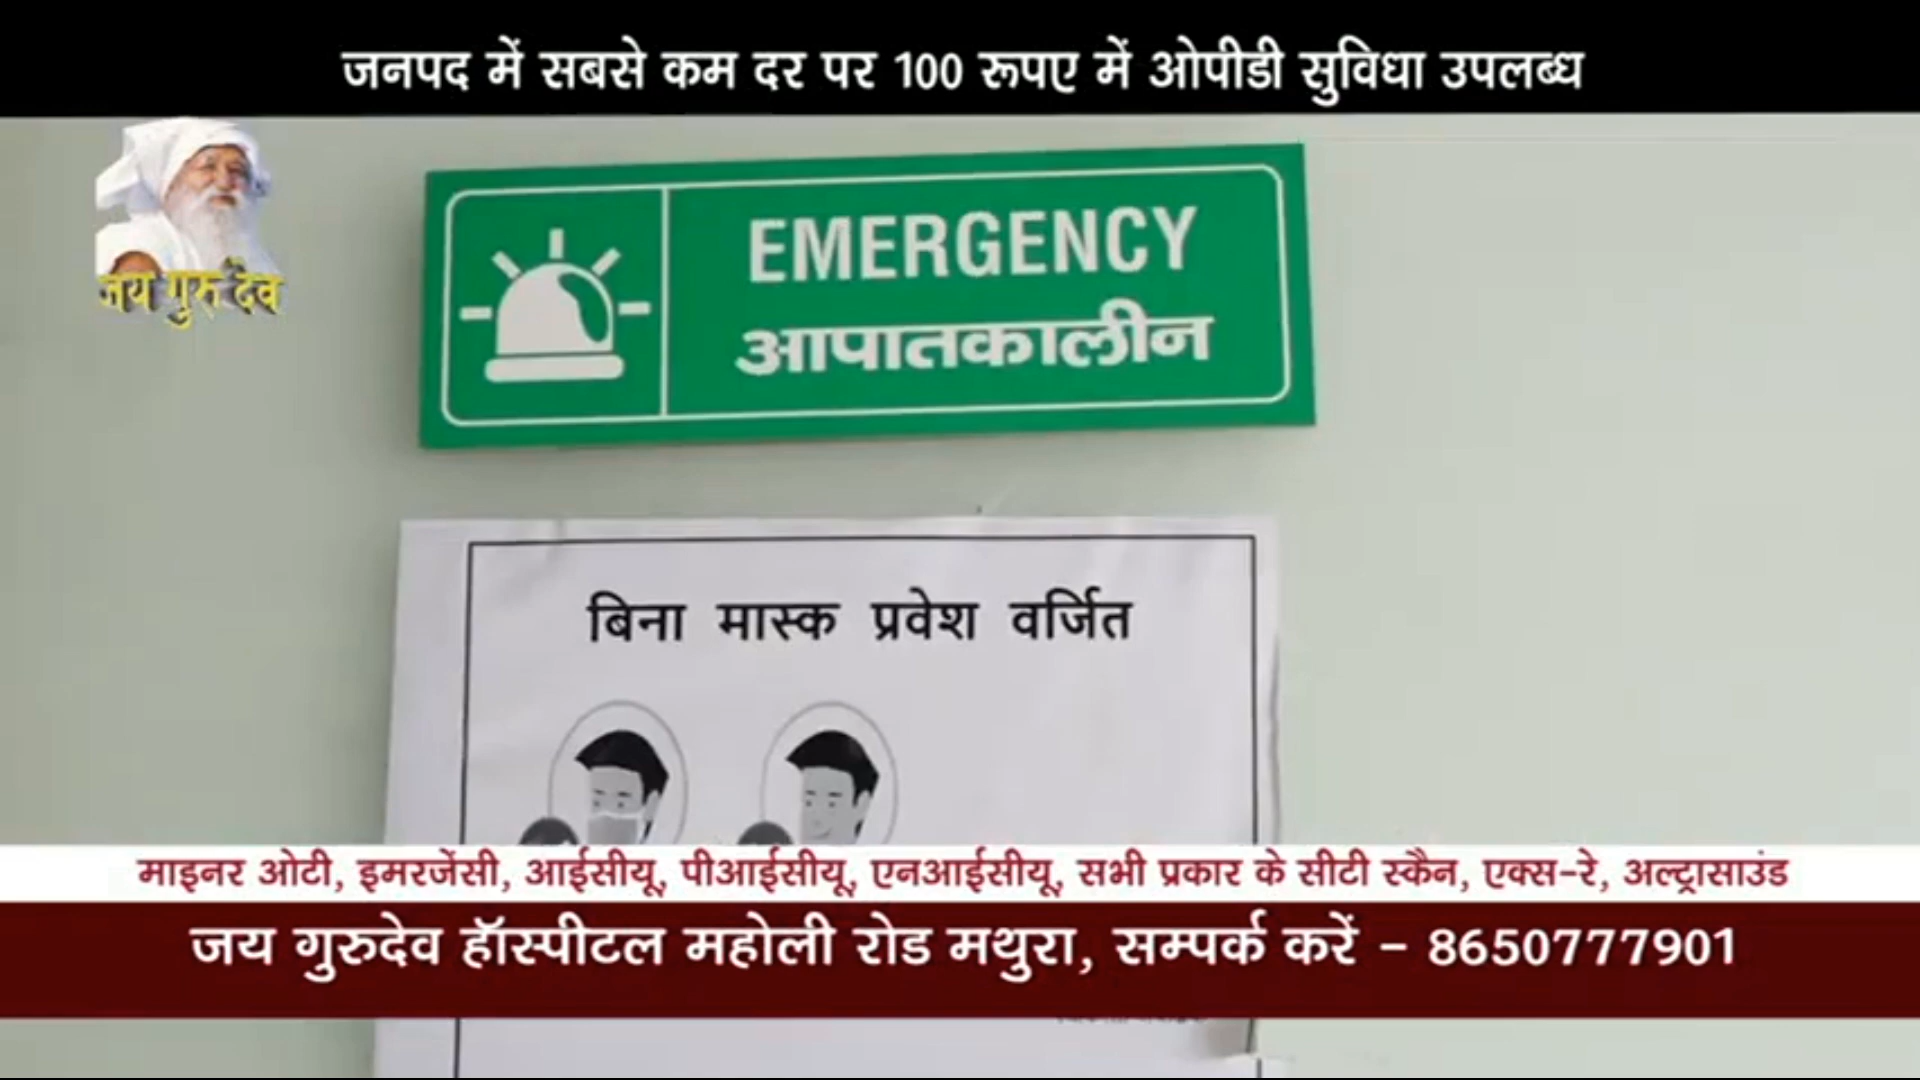 जनपद में सबसे कम दर पर 100 रूपए में ओपीडी सुविधा उपलब्ध
जय गुरु देव
EMERGENCY
आपातकालीन
बिना मास्क प्रवेश वर्जित
माइनर ओटी, इमरजेंसी, आईसीयू, पीआईसीयू, एनआईसीयू, सभी प्रकार के सीटी स्कैन, एक्स-रे, अल्ट्रासाउंड
जय गुरुदेव हॉस्पीटल महोली रोड मथुरा, सम्पर्क करें - 8650777901